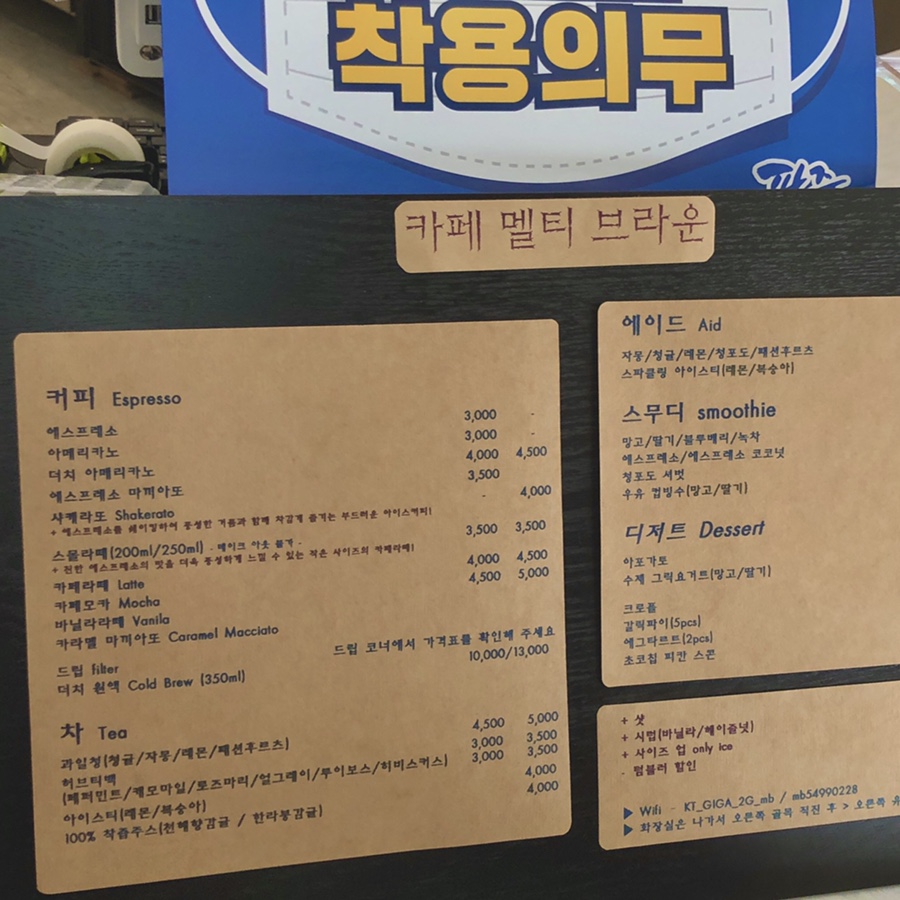 착용의무
카페 멜티 브라운
커피 Espresso
에스프레소 3,000 -
아메리카노 3,000 -
더치 아메리카노 4,000 4,500
에스프레소 마끼아또 3,500
샤케라또 Shakerato - 4,000
+ 에스프레소를 쉐이킹하여 풍성한 거품과 함께 차갑게 즐기는 부드러운 아이스커피!
스몰라떼(200ml/250ml) - 테이크 아웃 불가 - 3,500 3,500
+ 진한 에스프레소의 맛을 더욱 풍성하게 느낄 수 있는 작은 사이즈의 카페라떼!
카페라떼 Latte 4,000 4,500
카페모카 Mocha 4,500 5,000
바닐라라떼 Vanila
카라멜 마끼아또 Caramel Macciato
드립 filter 드립 코너에서 가격표를 확인해 주세요
더치 원액 Cold Brew (350ml) 10,000/13,000
차 Tea
과일청(청귤/자몽/레몬/패션후르츠) 4,500 5,000
허브티백 3,000 3,500
(페퍼민트/캐모마일/로즈마리/얼그레이/루이보스/히비스커스) 3,000 3,500
아이스티(레몬/복숭아) 4,000
100% 착즙주스(천혜향감귤 / 한라봉감귤) 4,000
에이드 Aid
자몽/청귤/레몬/청포도/패션후르츠
스파클링 아이스티(레몬/복숭아)
스무디 smoothie
망고/딸기/블루베리/녹차
에스프레소/에스프레소 코코넛
청포도 셔벗
우유 컵빙수(망고/딸기)
디저트 Dessert
아포가토
수제 그릭요거트(망고/딸기)
크로플
갈릭파이(5pcs)
에그타르트(2pcs)
초코칩 피칸 스콘
+ 샷
+ 시럽(바닐라/헤이즐넛)
+ 사이즈 업 only ice
- 텀블러 할인
▶ Wifi - KT_GIGA_2G_mb / mb54990228
▶ 화장실은 나가서 오른쪽 골목 직진 후 > 오른쪽